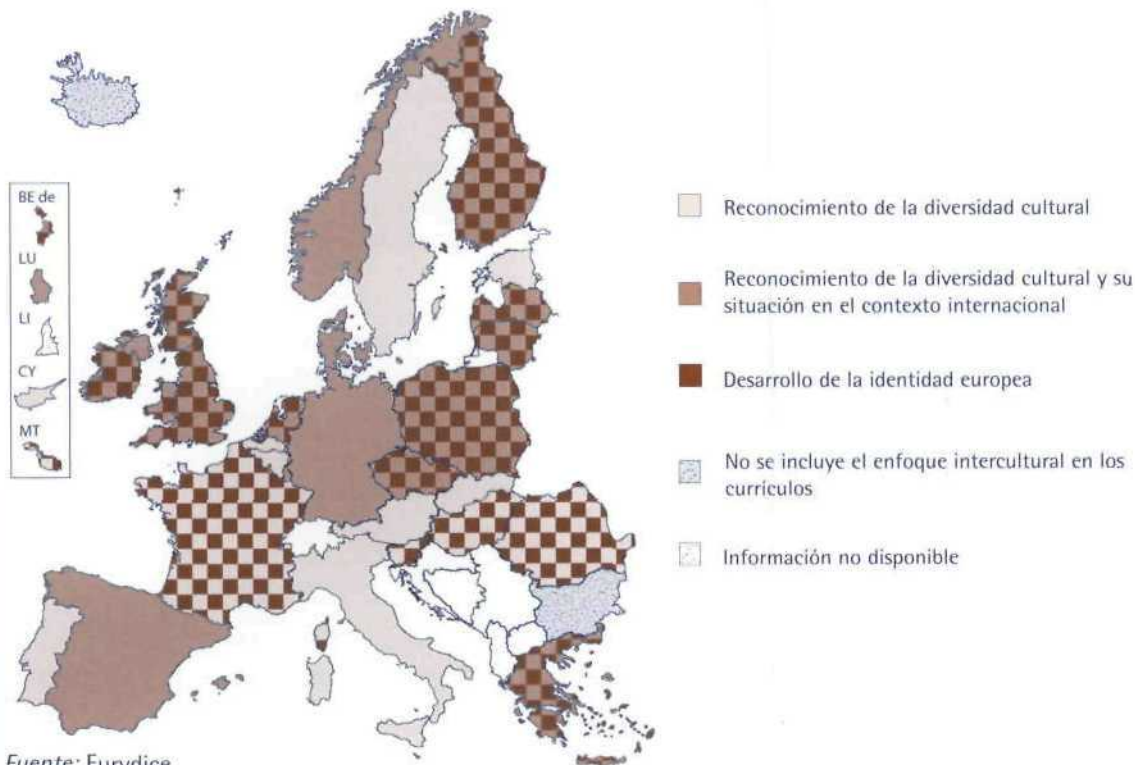 BE de
LU
LI
CY
MT
Reconocimiento de la diversidad cultural
Reconocimiento de la diversidad cultural y su
situación en el contexto internacional
Desarrollo de la identidad europea
No se incluye el enfoque intercultural en los
currículos
Información no disponible
Fuente: Eurydice